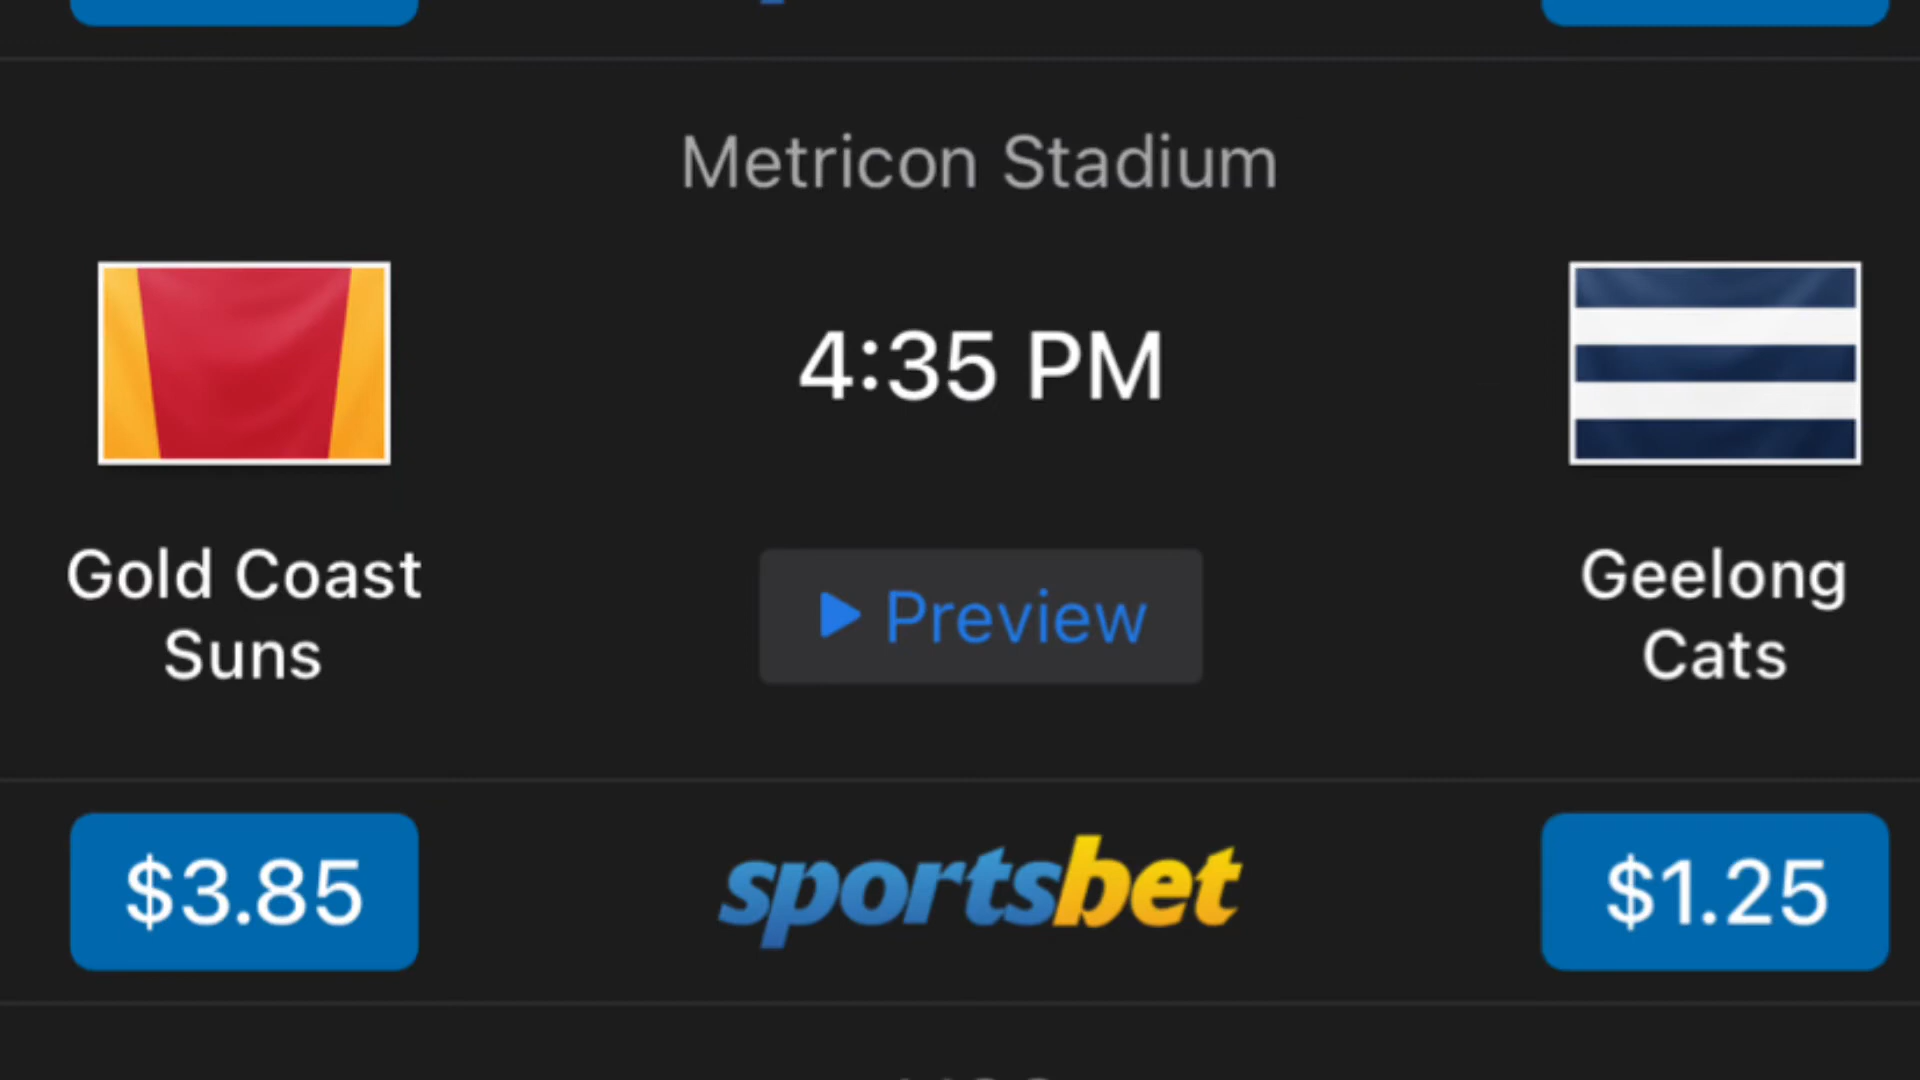 Metricon Stadium
4:35 PM
Gold Coast
Suns
Preview
Geelong
Cats
$3.85
sportsbet
$1.25